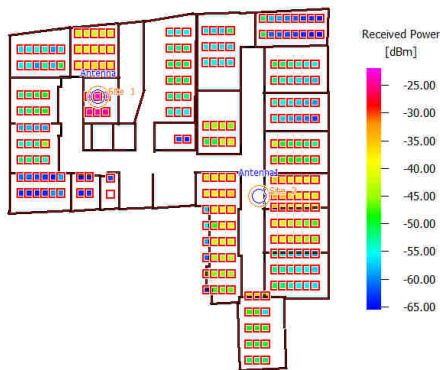 Received Power
[dBm]
Antenna
Site 1
Antenna1
Site 2
-25.00
-30.00
-35.00
-40.00
-45.00
-50.00
-55.00
-60.00
-65.00